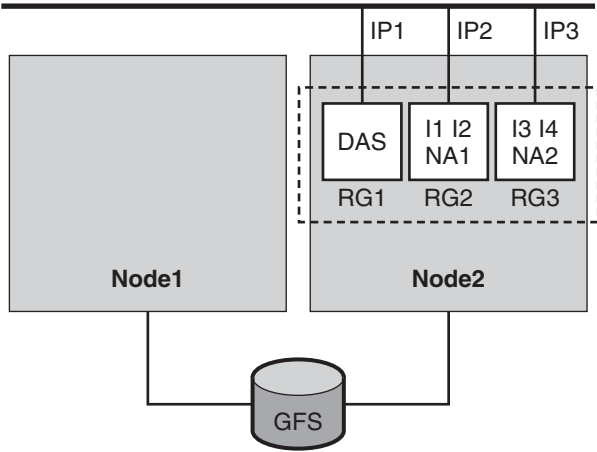 IP1 IP2 IP3
DAS
I1 I2
NA1
I3 I4
NA2
RG1 RG2 RG3
Node1 Node2
GFS